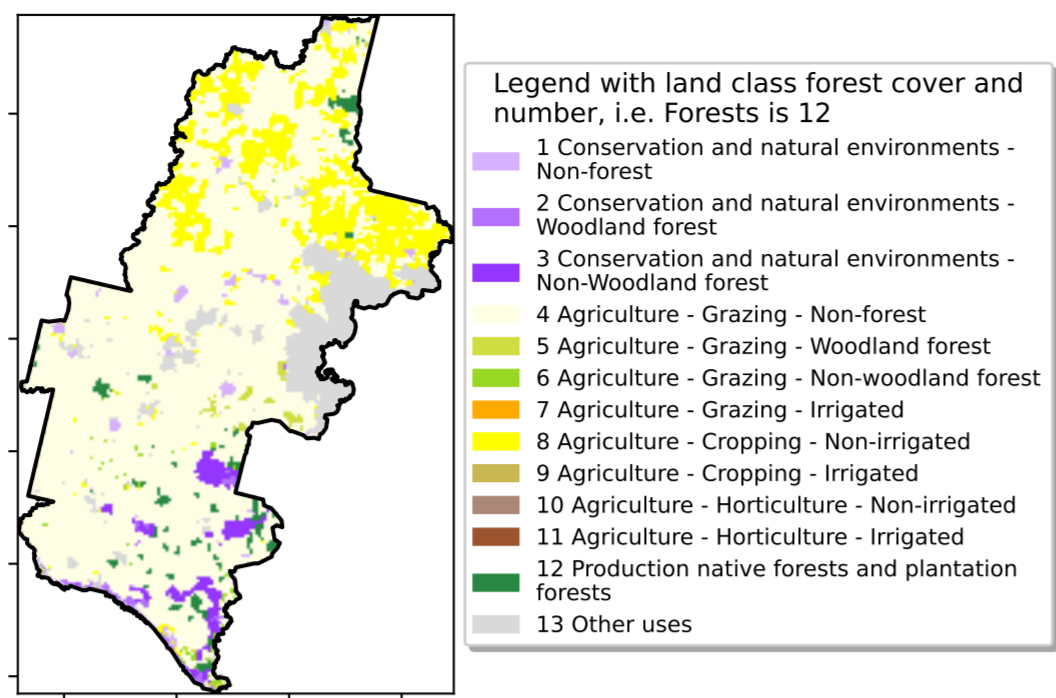 Legend with land class forest cover and
number, i.e. Forests is 12
1 Conservation and natural environments -
Non-forest
2 Conservation and natural environments -
Woodland forest
3 Conservation and natural environments -
Non-Woodland forest
4 Agriculture - Grazing - Non-forest
5 Agriculture - Grazing - Woodland forest
6 Agriculture - Grazing - Non-woodland forest
7 Agriculture - Grazing - Irrigated
8 Agriculture - Cropping - Non-irrigated
9 Agriculture - Cropping - Irrigated
10 Agriculture - Horticulture - Non-irrigated
11 Agriculture - Horticulture - Irrigated
12 Production native forests and plantation
forests
13 Other uses